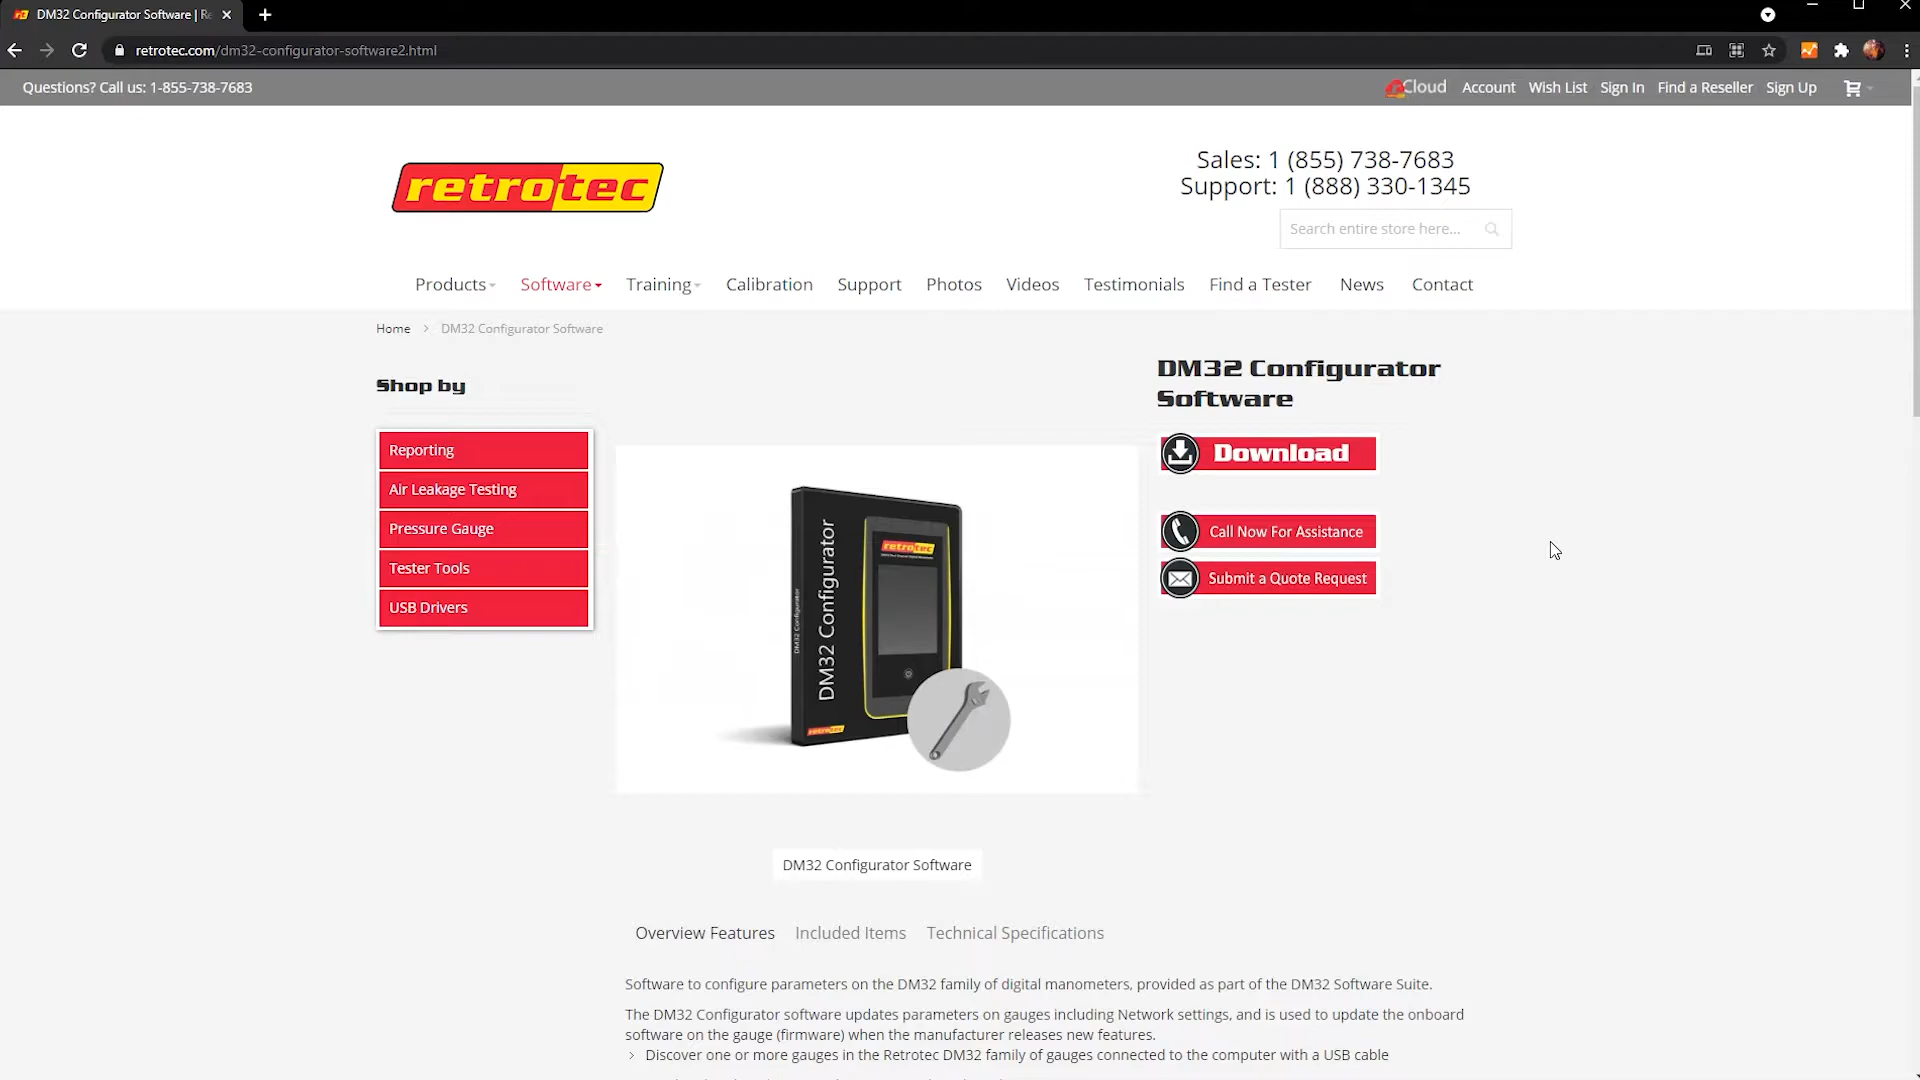 DM32 Configurator Software | Re
retrotec.com/dm32-configurator-software2.html
Questions? Call us: 1-855-738-7683
Cloud Account Wish List Sign In Find a Reseller Sign Up
retrotec
Sales: 1 (855) 738-7683
Support: 1 (888) 330-1345
Search entire store here...
Products Software Training Calibration Support Photos Videos Testimonials Find a Tester News Contact
Home > DM32 Configurator Software
Shop by
Reporting
Air Leakage Testing
Pressure Gauge
Tester Tools
USB Drivers
DM32 Configurator
DM32 Configurator
retrotec
retrotec
DM32 Configurator
Software
Download
Call Now For Assistance
Submit a Quote Request
DM32 Configurator Software
Overview Features Included Items Technical Specifications
Software to configure parameters on the DM32 family of digital manometers, provided as part of the DM32 Software Suite.
The DM32 Configurator software updates parameters on gauges including Network settings, and is used to update the onboard
software on the gauge (firmware) when the manufacturer releases new features.
> Discover one or more gauges in the Retrotec DM32 family of gauges connected to the computer with a USB cable